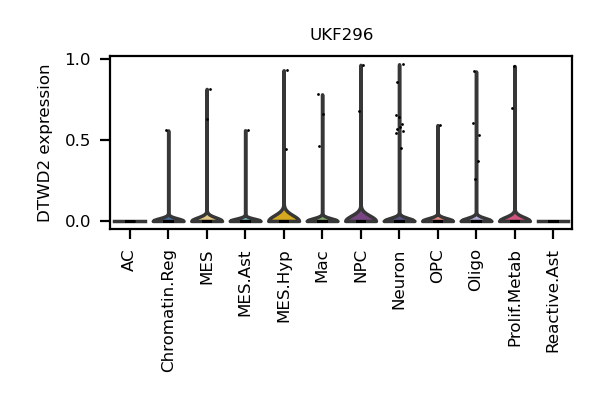 UKF296
DTWD2 expression
1.0
0.5
0.0
AC
Chromatin.Reg
MES
MES.Ast
MES.Hyp
Mac
NPC
Neuron
OPC
Oligo
Prolif.Metab
Reactive.Ast